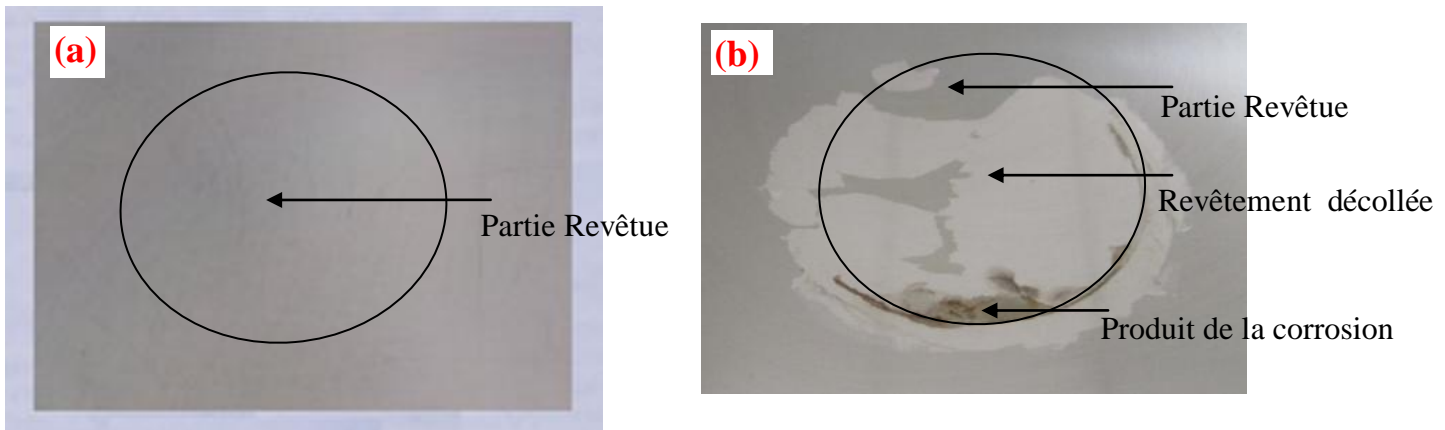 (a)
Partie Revêtue
(b)
Partie Revêtue
Revêtement décollée
Produit de la corrosion